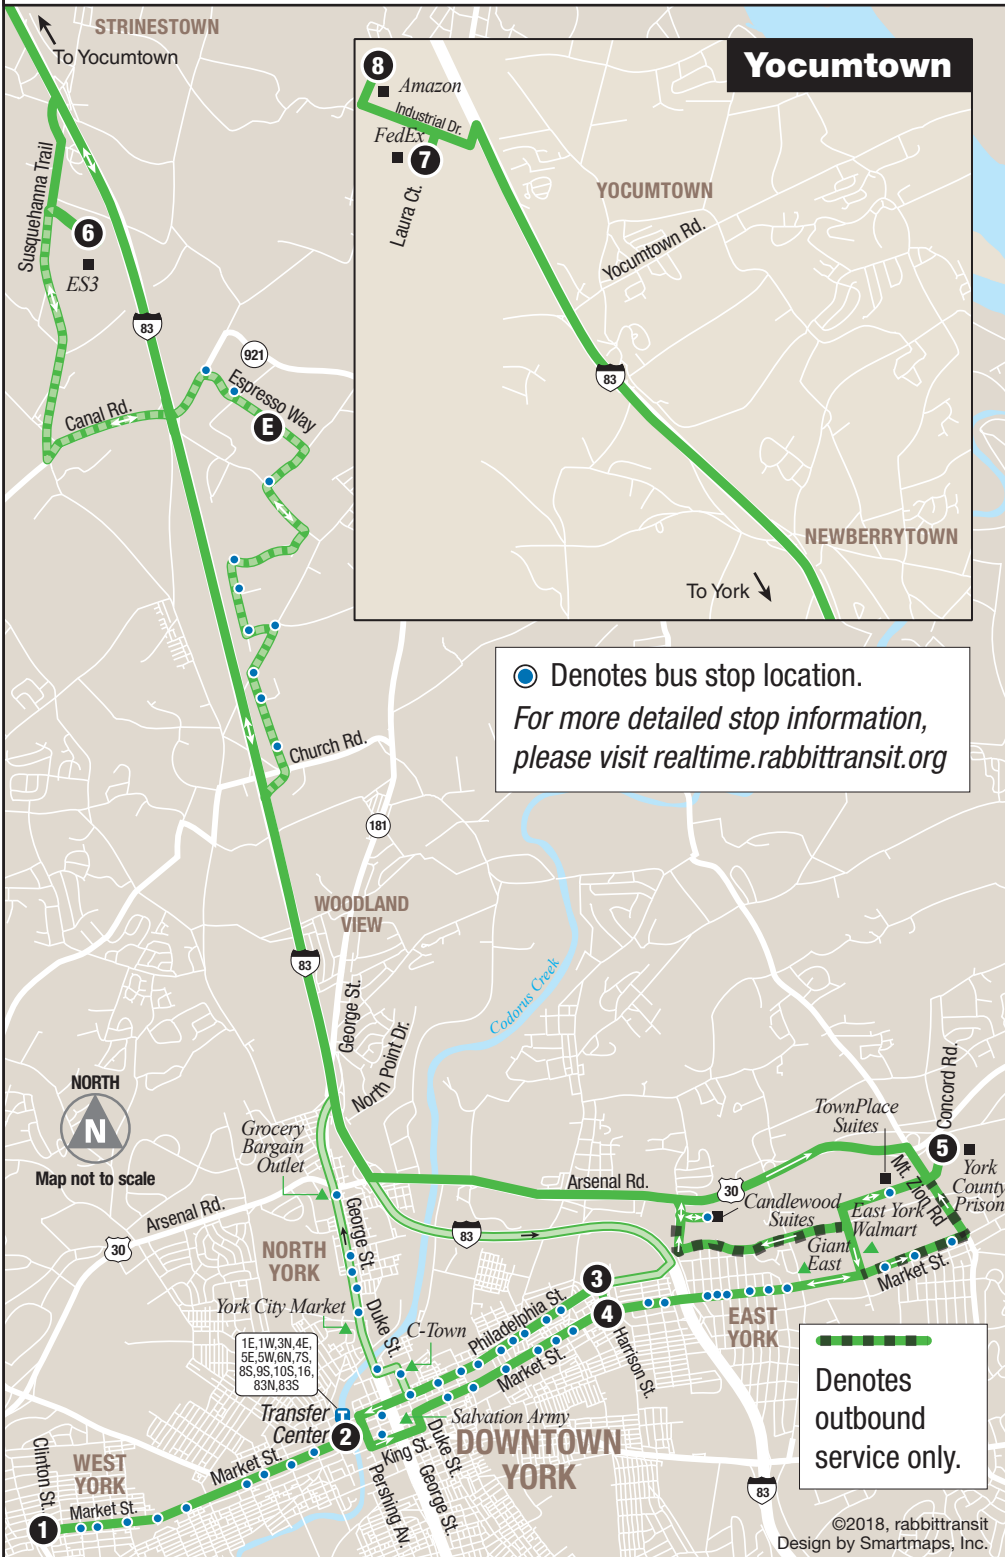 STRINESTOWN
To Yocumtown
Yocumtown
8
Amazon
Industrial Dr.
FedEx
7
Laura Ct.
YOCUMTOWN
Yocumtown Rd.
83
NEWBERRYTOWN
To York
Susquehanna Trail
6
ES3
83
921
Espresso Way
Canal Rd.
E
Denotes bus stop location.
For more detailed stop information,
please visit realtime.rabbittransit.org
Church Rd.
181
WOODLAND
VIEW
83
George St.
Codorus Creek
North Point Dr.
NORTH
N
Map not to scale
Grocery
Bargain
Outlet
Arsenal Rd.
30
Arsenal Rd.
30
TownPlace
Suites
Concord Rd.
5
York
County
Prison
Mt. Zion Rd
Candlewood
Suites
East York
Walmart
Giant
East
Market St.
83
George St.
NORTH
YORK
York City Market
Duke St.
C-Town
3
Philadelphia St.
4
Market St.
Harrison St.
EAST
YORK
1E,1W,3N,4E,
5E,5W,6N,7S,
8S,9S,10S,16,
83N,83S
T
Transfer
Center
2
Salvation Army
King St.
Duke St.
George St.
Pershing Av.
DOWNTOWN
YORK
Clinton St.
WEST
YORK
Market St.
Market St.
1
83
Denotes
outbound
service only.
©2018, rabbittransit
Design by Smartmaps, Inc.